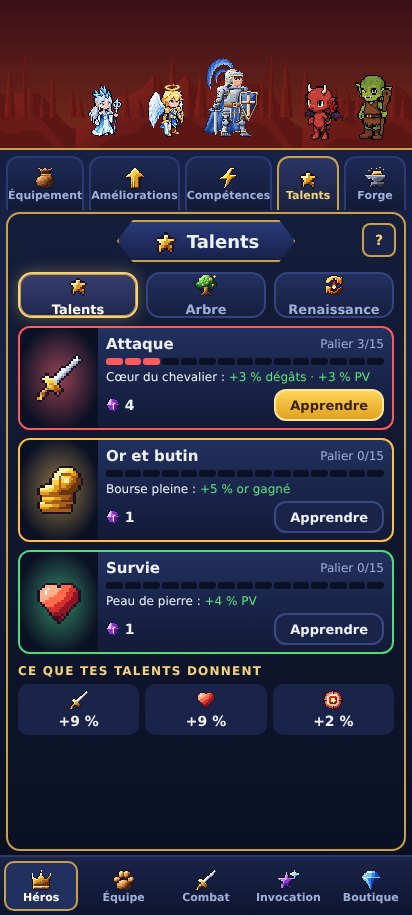 Équipement Améliorations Compétences Talents Forge
Talents ?
Talents Arbre Renaissance
Attaque Palier 3/15
Cœur du chevalier : +3 % dégâts · +3 % PV
4 Apprendre
Or et butin Palier 0/15
Bourse pleine : +5 % or gagné
1 Apprendre
Survie Palier 0/15
Peau de pierre : +4 % PV
1 Apprendre
CE QUE TES TALENTS DONNENT
+9 % +9 % +2 %
Héros Équipe Combat Invocation Boutique